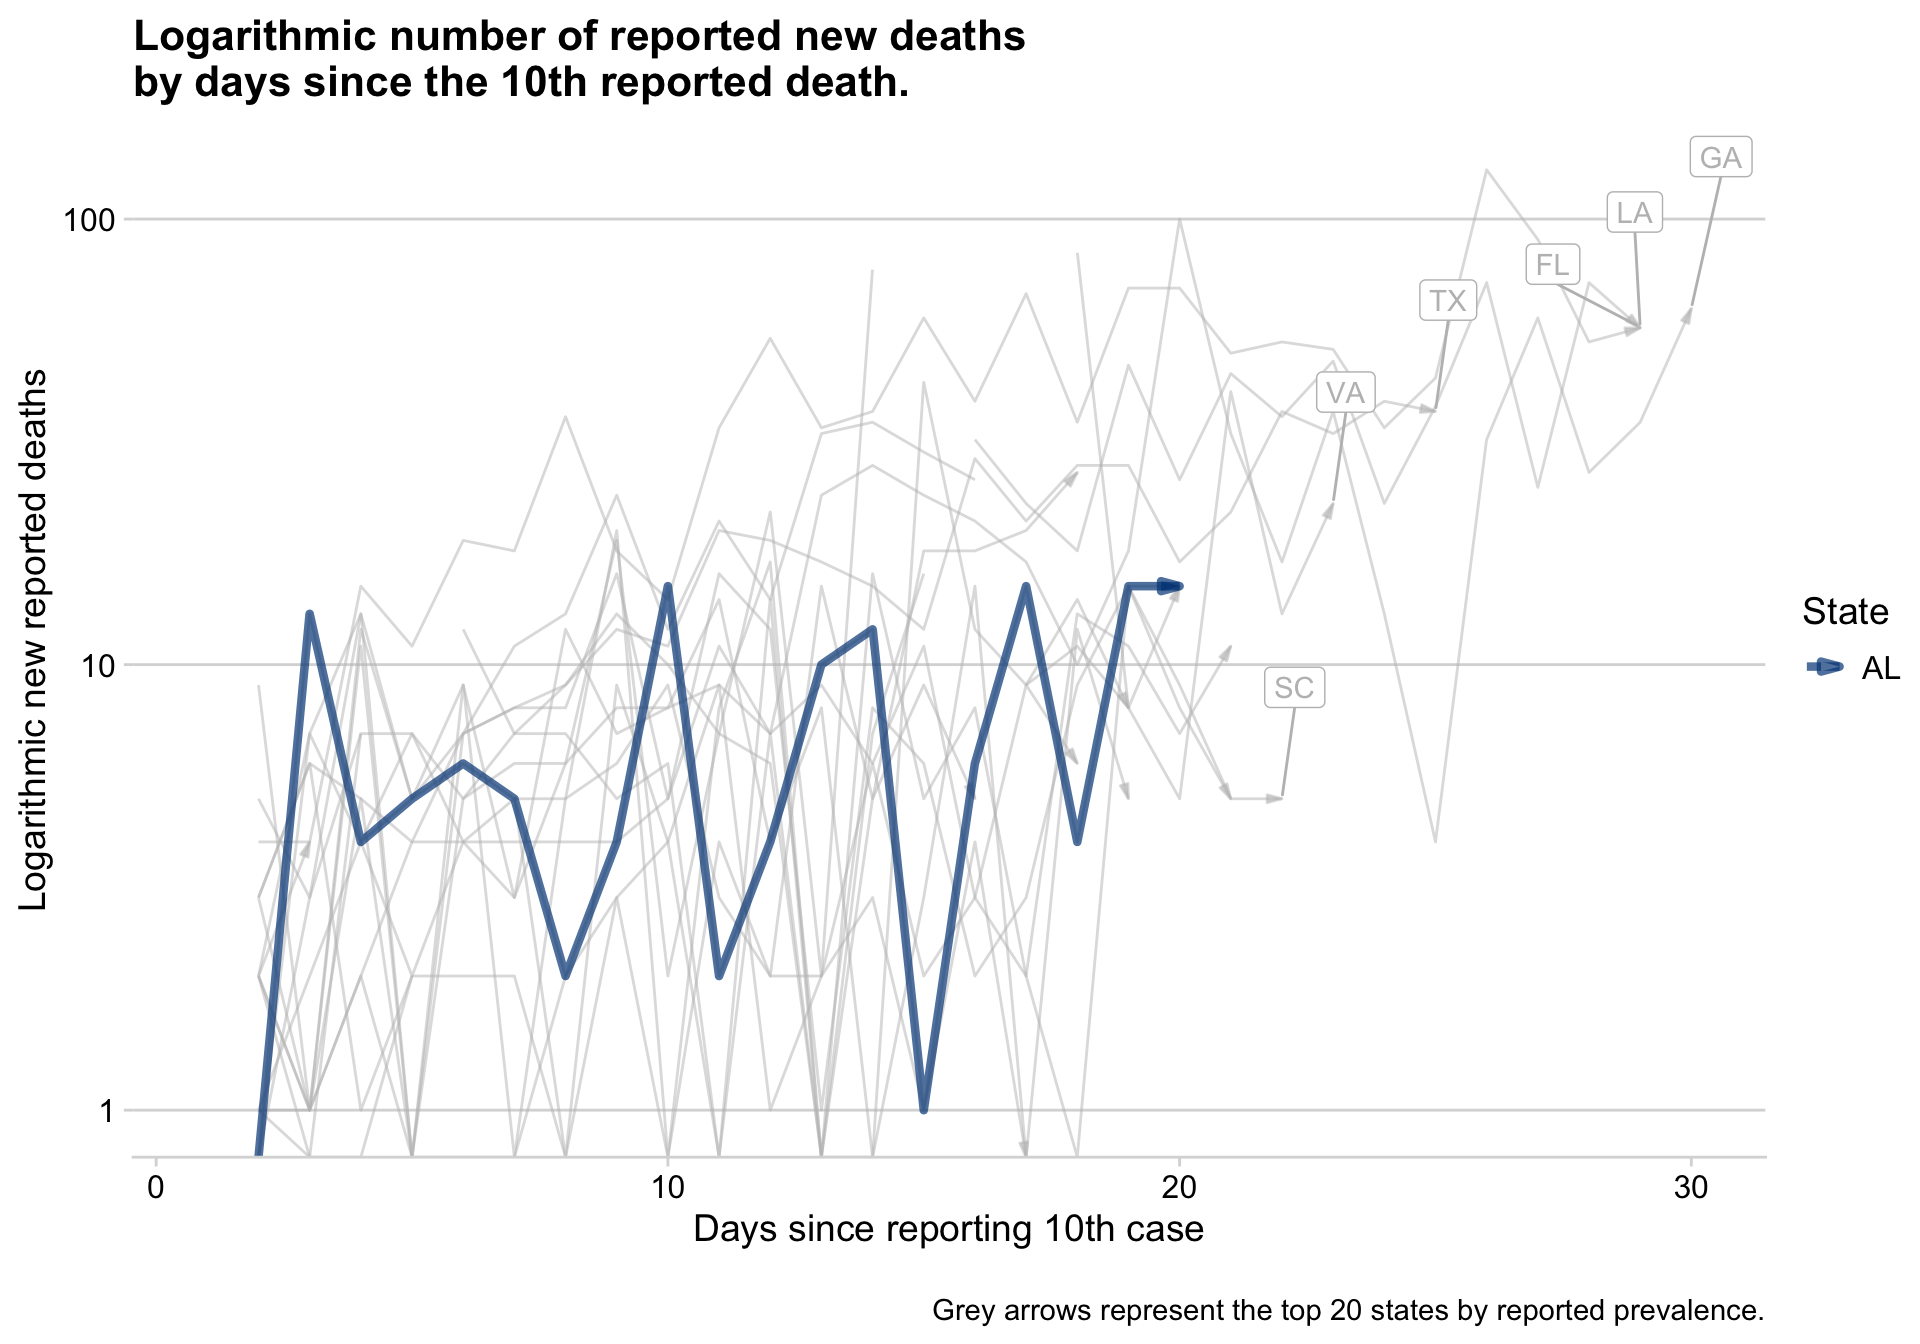 Logarithmic number of reported new deaths
by days since the 10th reported death.
GA
LA
FL
TX
VA
SC
100
10
1
Logarithmic new reported deaths
0 10 20 30
Days since reporting 10th case
State
AL
Grey arrows represent the top 20 states by reported prevalence.